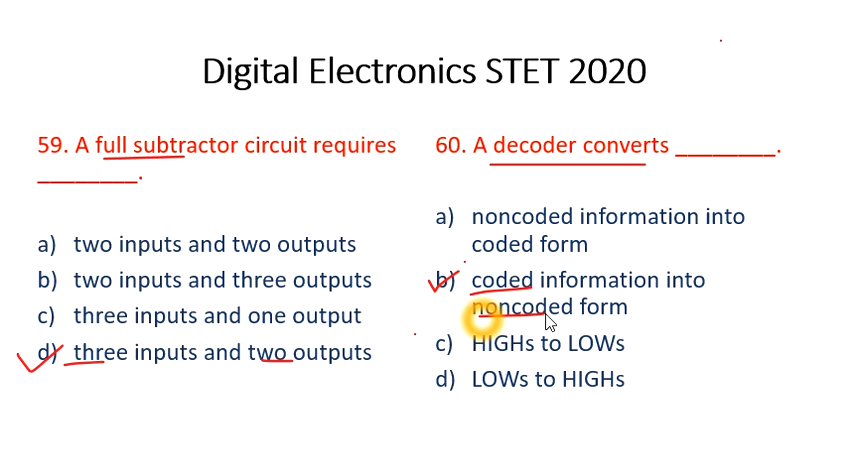 Digital Electronics STET 2020
59. A full subtractor circuit requires
________.
a) two inputs and two outputs
b) two inputs and three outputs
c) three inputs and one output
d) three inputs and two outputs
60. A decoder converts ________.
a) noncoded information into
coded form
b) coded information into
noncoded form
c) HIGHs to LOWs
d) LOWs to HIGHs